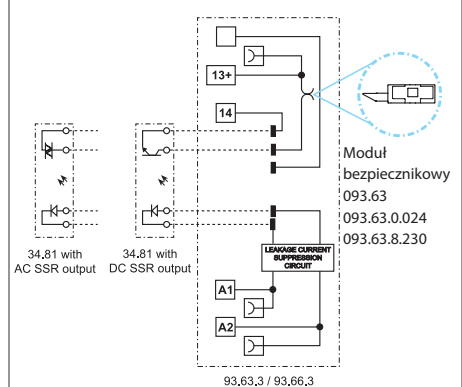 13+
14
Moduł
bezpiecznikowy
093.63
093.63.0.024
093.63.8.230
34.81 with
AC SSR output
34.81 with
DC SSR output
LEAKAGE CURRENT
SUPPRESSION
CIRCUIT
A1
A2
93.63.3 / 93.66.3